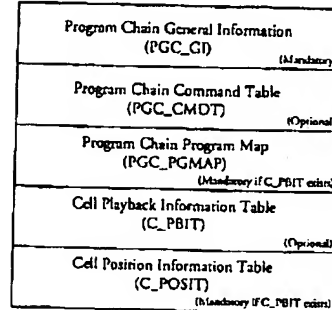 Program Chain General Information
(PGC_GI)
(Mandatory
Program Chain Command Table
(PGC_CMDT)
(Optional
Program Chain Program Map
(PGC_PGMAP)
(Mandatory if C_PBIT exists)
Cell Playback Information Table
(C_PBIT)
(Optional)
Cell Position Information Table
(C_POSIT)
(Mandatory if C_PBIT exists)